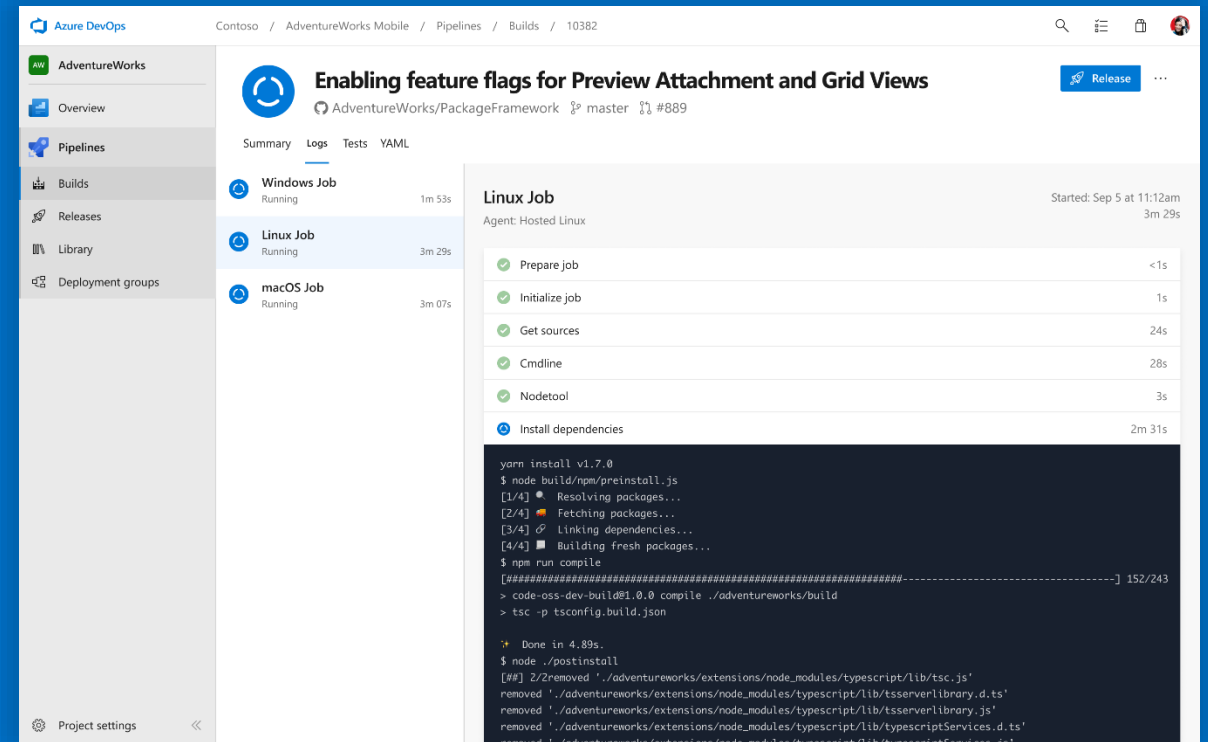 Azure DevOps
Contoso / AdventureWorks Mobile / Pipelines / Builds / 10382
AW AdventureWorks
Overview
Pipelines
Builds
Releases
Library
Deployment groups
Project settings
Enabling feature flags for Preview Attachment and Grid Views
Release
AdventureWorks/PackageFramework master #889
Summary Logs Tests YAML
Windows Job
Running 1m 53s
Linux Job
Running 3m 29s
macOS Job
Running 3m 07s
Linux Job
Agent: Hosted Linux
Started: Sep 5 at 11:12am
3m 29s
Prepare job <1s
Initialize job 1s
Get sources 24s
Cmdline 28s
Nodetool 3s
Install dependencies 2m 31s
yarn install v1.7.0
$ node build/npm/preinstall.js
[1/4] 🔍 Resolving packages...
[2/4] 🚚 Fetching packages...
[3/4] 🔗 Linking dependencies...
[4/4] 📃 Building fresh packages...
$ npm run compile
[###################################################################------------------------------------] 152/243
> code-oss-dev-build@1.0.0 compile ./adventureworks/build
> tsc -p tsconfig.build.json
✨ Done in 4.89s.
$ node ./postinstall
[##] 2/2removed './adventureworks/extensions/node_modules/typescript/lib/tsc.js'
removed './adventureworks/extensions/node_modules/typescript/lib/tsserverlibrary.d.ts'
removed './adventureworks/extensions/node_modules/typescript/lib/tsserverlibrary.js'
removed './adventureworks/extensions/node_modules/typescript/lib/typescriptServices.d.ts'